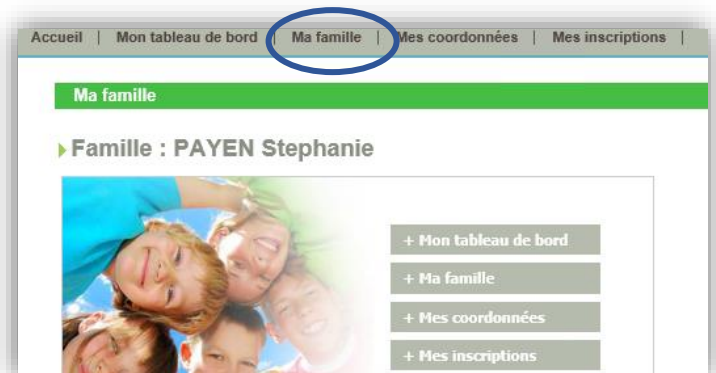 Accueil | Mon tableau de bord | Ma famille | Mes coordonnées | Mes inscriptions |
Ma famille
Famille : PAYEN Stephanie
+ Mon tableau de bord
+ Ma famille
+ Mes coordonnées
+ Mes inscriptions